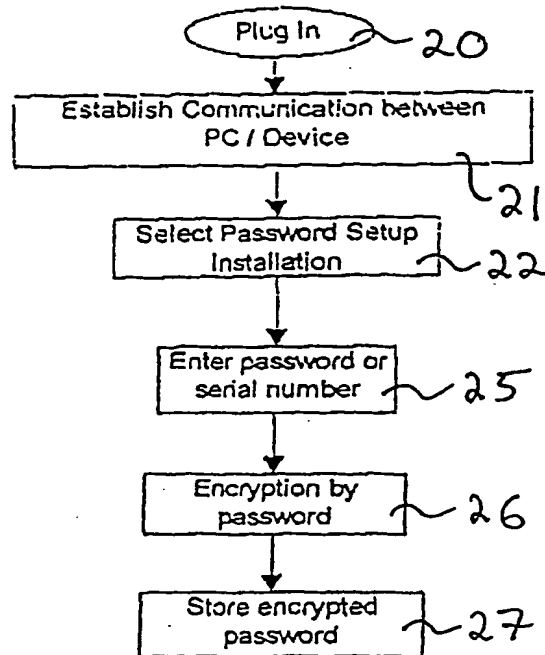 Plug In
20
Establish Communication between
PC / Device
21
Select Password Setup
Installation
22
Enter password or
serial number
25
Encryption by
password
26
Store encrypted
password
27